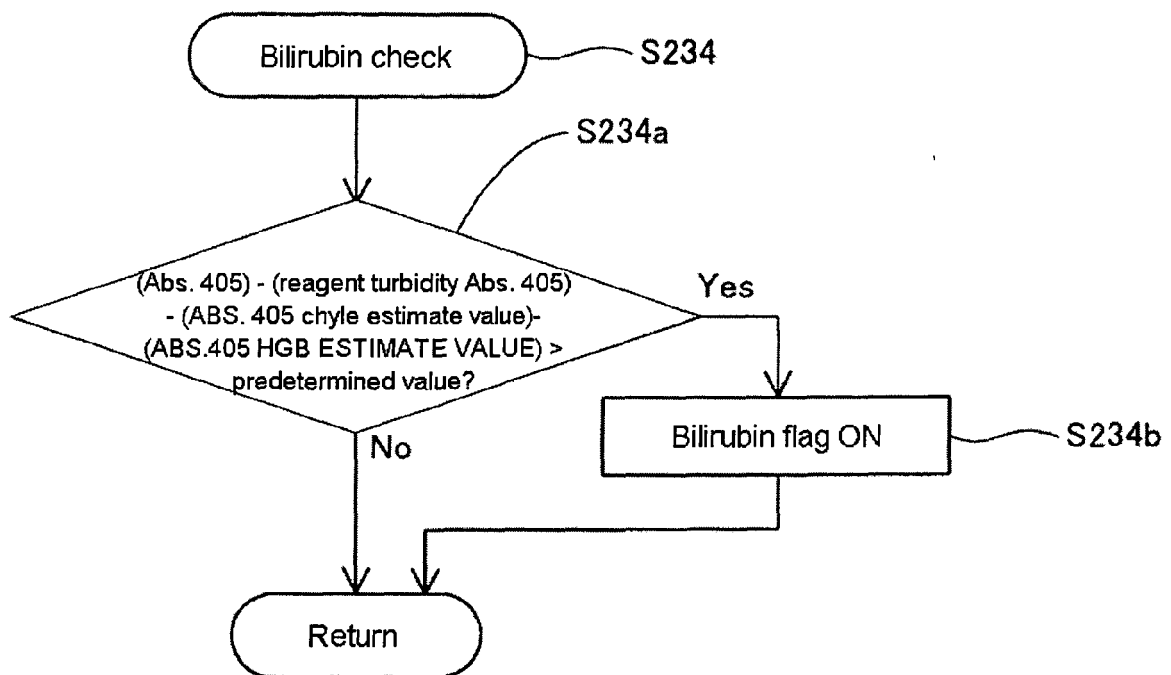 Bilirubin check
S234
S234a
(Abs. 405) - (reagent turbidity Abs. 405)
- (ABS. 405 chyle estimate value)-
(ABS.405 HGB ESTIMATE VALUE) >
predetermined value?
Yes
No
Bilirubin flag ON
S234b
Return